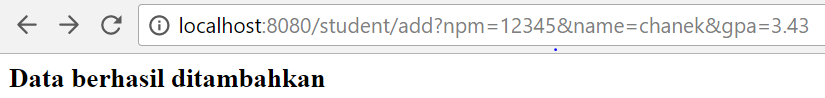 localhost:8080/student/add?npm=12345&name=chanek&gpa=3.43
Data berhasil ditambahkan